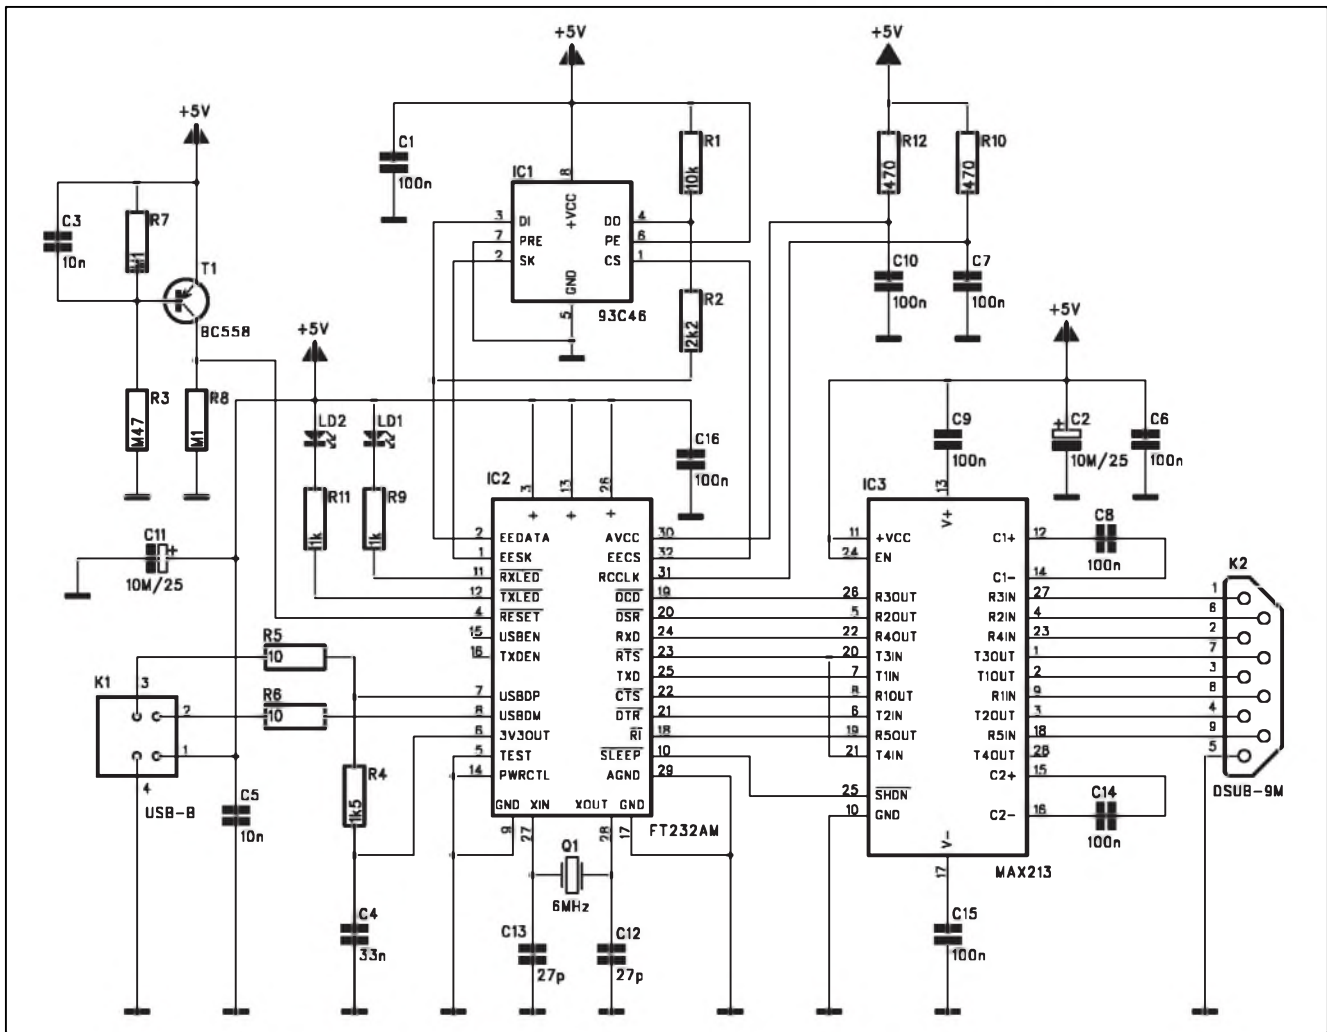 +5V
+5V
+5V
C1
100n
R1
10k
R12
470
R10
470
IC1
8
+VCC
3
DI
7
PRE
2
SK
DO
4
PE
6
CS
1
GND
5
93C46
C3
10n
R7
M1
T1
BC558
R3
M47
R8
M1
R2
2k2
C10
100n
C7
100n
+5V
+5V
LD2
LD1
R11
1k
R9
1k
C16
100n
C9
100n
+
C2
10M/25
C6
100n
C11
+
10M/25
IC2
3
13
26
+
+
+
2
EEDATA
1
EESK
11
RXLED
12
TXLED
4
RESET
15
USBEN
16
TXDEN
7
USBDP
8
USBDM
6
3V3OUT
5
TEST
14
PWRCTL
AVCC
30
EECS
32
RCCLK
31
DCD
19
DSR
20
RXD
24
RTS
23
TXD
25
CTS
22
DTR
21
RI
18
SLEEP
10
AGND
29
GND
XIN
XOUT
GND
9
27
28
17
FT232AM
IC3
13
V+
11
+VCC
24
EN
26
R3OUT
5
R2OUT
22
R4OUT
20
T3IN
7
T1IN
8
R1OUT
6
T2IN
19
R5OUT
21
T4IN
25
SHDN
10
GND
C1+
12
C1-
14
R3IN
27
R2IN
4
R4IN
23
T3OUT
1
T1OUT
2
R1IN
9
T2OUT
3
R5IN
18
T4OUT
28
C2+
15
C2-
16
V-
17
MAX213
C8
100n
C14
100n
K2
1
6
2
7
3
8
4
9
5
DSUB-9M
R5
10
R6
10
K1
3
2
1
4
USB-B
C5
10n
R4
1k5
C4
33n
Q1
6MHz
C13
27p
C12
27p
C15
100n